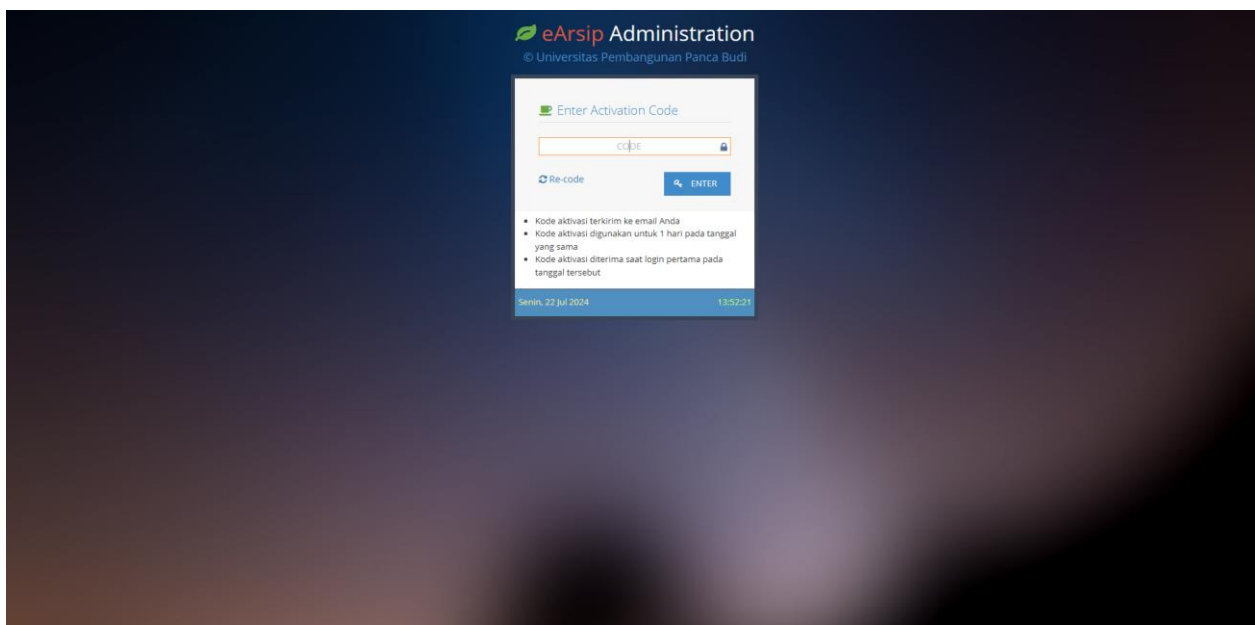 eArsip Administration
© Universitas Pembangunan Panca Budi
Enter Activation Code
CODE
Re-code
ENTER
Kode aktivasi terkirim ke email Anda
Kode aktivasi digunakan untuk 1 hari pada tanggal
yang sama
Kode aktivasi diterima saat login pertama pada
tanggal tersebut
Senin, 22 Jul 2024 13:52:21